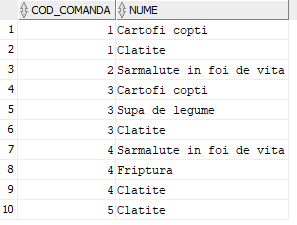 COD_COMANDA NUME
1 1 Cartofi copti
2 1 Clatite
3 2 Sarmalute in foi de vita
4 3 Cartofi copti
5 3 Supa de legume
6 3 Clatite
7 4 Sarmalute in foi de vita
8 4 Friptura
9 4 Clatite
10 5 Clatite